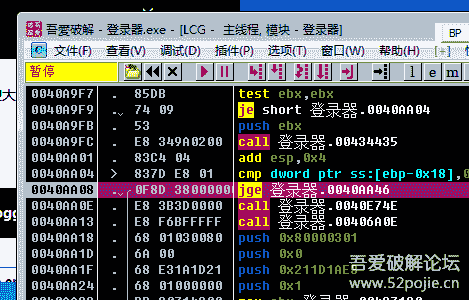 吾爱破解 - 登录器.exe - [LCG - 主线程, 模块 - 登录器]
BP
文件(F) 查看(V) 调试(D) 插件(P) 选项(T) 窗口(W) 帮助(H) [+]
暂停 l e m
0040A9F7 . 85DB test ebx,ebx
0040A9F9 . 74 09 je short 登录器.0040AA04
0040A9FB . 53 push ebx
0040A9FC . E8 349A0200 call 登录器.00434435
0040AA01 . 83C4 04 add esp,0x4
0040AA04 > 837D E8 01 cmp dword ptr ss:[ebp-0x18],
0040AA08 . 0F8D 38000000 jge 登录器.0040AA46
0040AA0E . E8 3B3D0000 call 登录器.0040E74E
0040AA13 . E8 F6BFFFFF call 登录器.00406A0E
0040AA18 . 68 01030080 push 0x80000301
0040AA1D . 6A 00 push 0x0
0040AA1F . 68 E31A1D21 push 0x211D1AE3
0040AA24 . 68 01000000 push 0x1
吾爱破解论坛
www.52pojie.cn